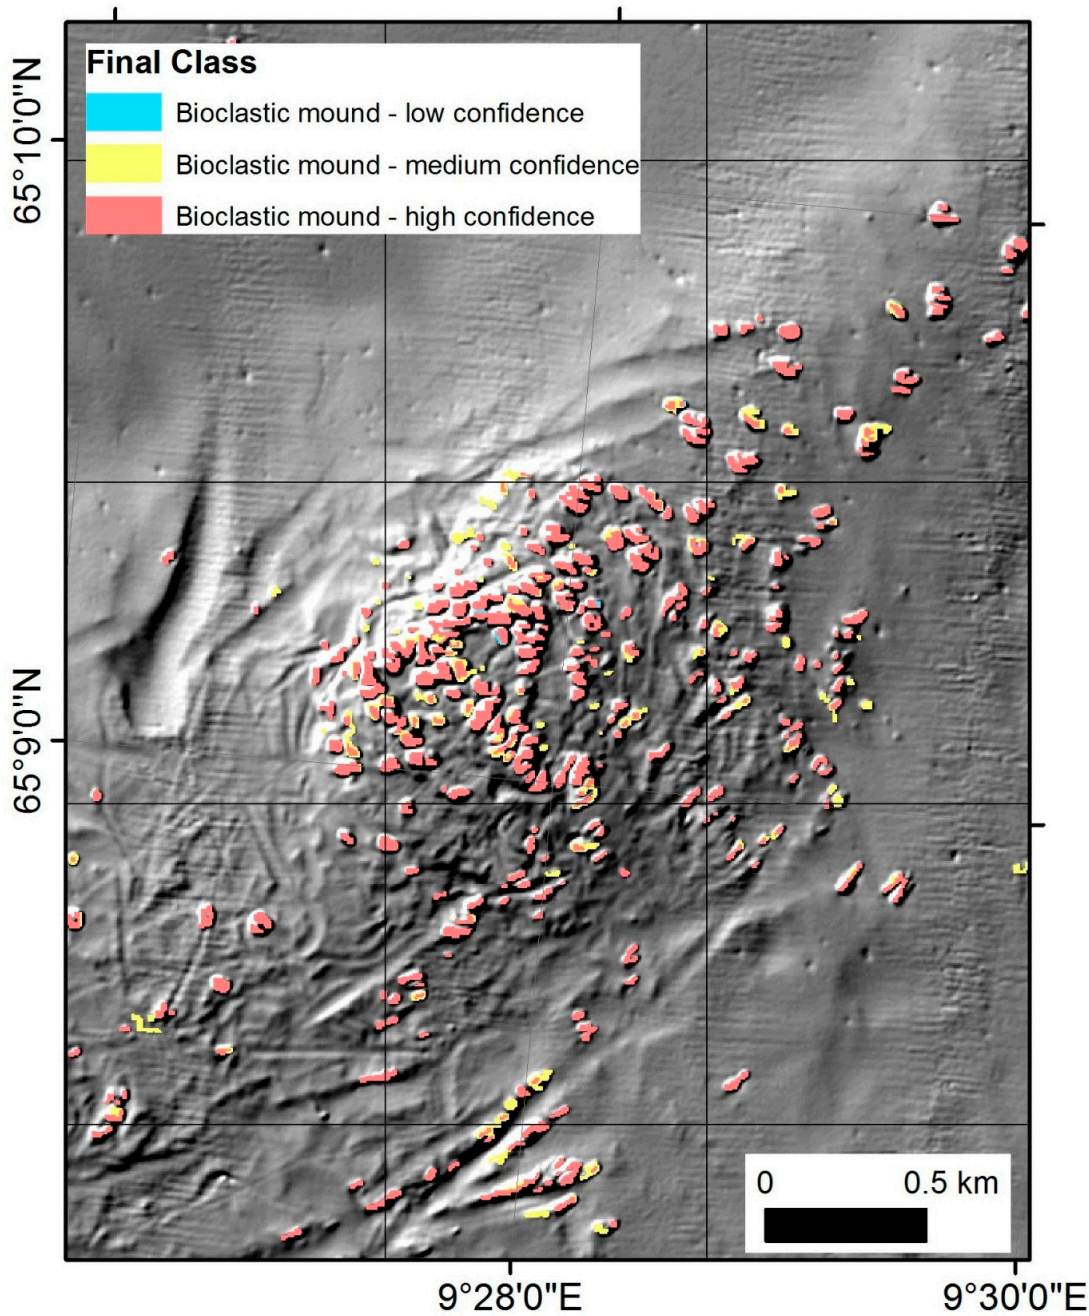 Final Class
Bioclastic mound - low confidence
Bioclastic mound - medium confidence
Bioclastic mound - high confidence
65°10'0"N
65°9'0"N
0 0.5 km
9°28'0"E 9°30'0"E